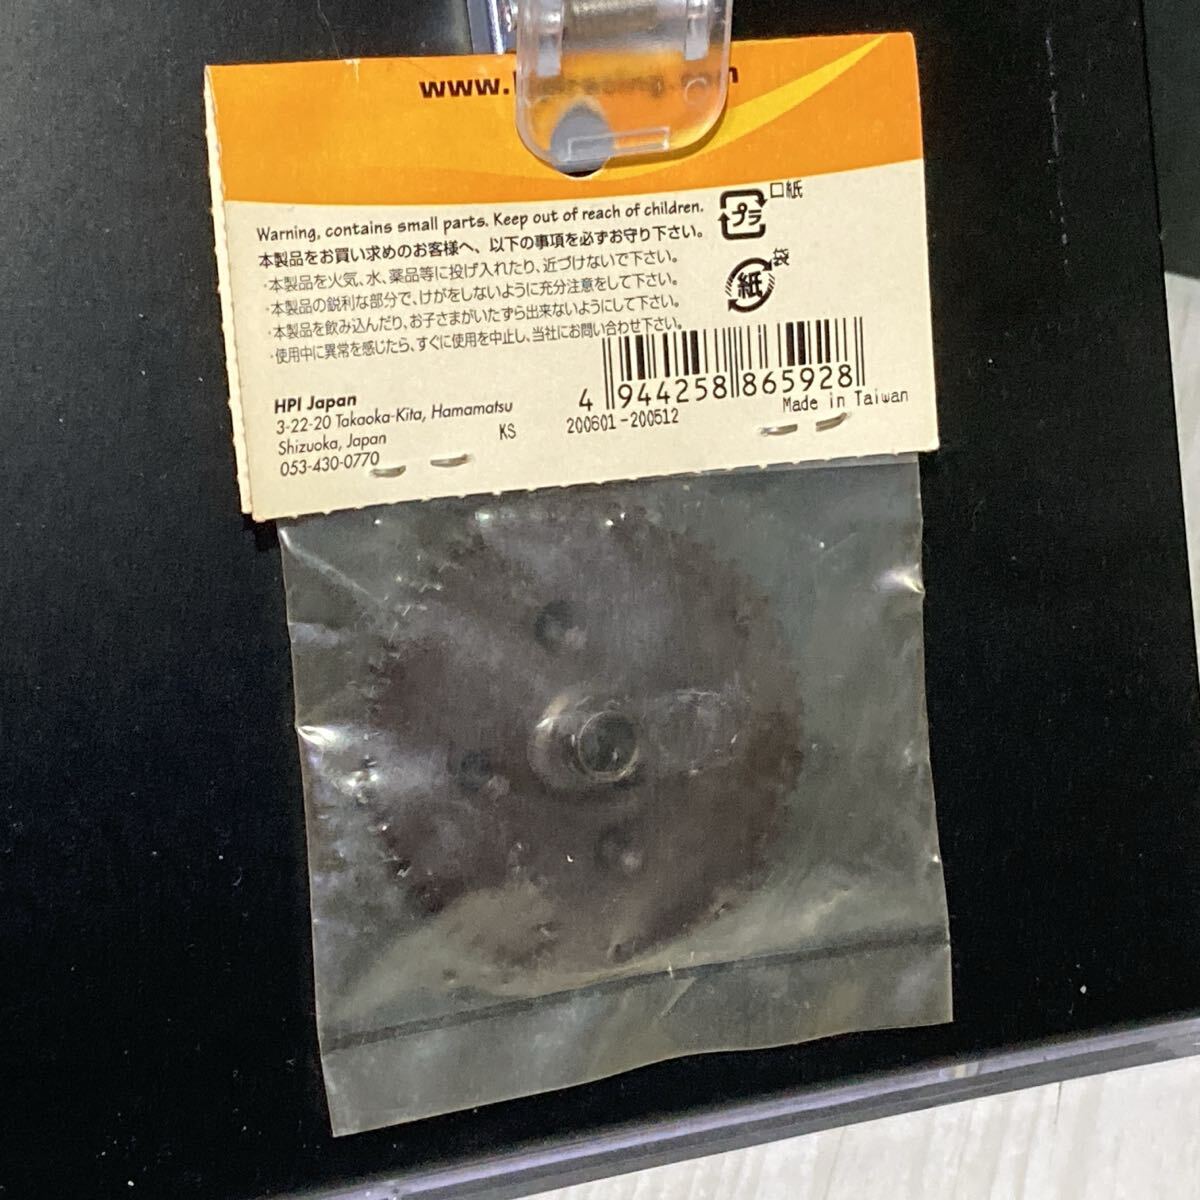 www.hpiracing.com
Warning, contains small parts. Keep out of reach of children.
本製品をお買い求めのお客様へ、以下の事項を必ずお守り下さい。
・本製品を火気、水、薬品等に投げ入れたり、近づけないで下さい。
・本製品の鋭利な部分で、けがをしないように充分注意をして下さい。
・本製品を飲み込んだり、お子さまがいたずら出来ないようにして下さい。
・使用中に異常を感じたら、すぐに使用を中止し、当社にお問い合わせ下さい。
プラ
口紙
紙
袋
HPI Japan
3-22-20 Takaoka-Kita, Hamamatsu
Shizuoka, Japan
053-430-0770
KS
4 944258 865928
200601-200512
Made in Taiwan